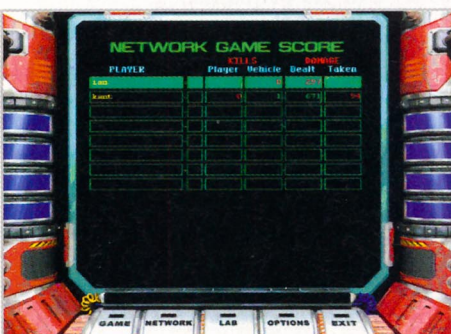 NETWORK GAME SCORE
KILLS DAMAGE
PLAYER Player Vehicle Dealt Taken
GAME NETWORK LAB OPTIONS EXIT